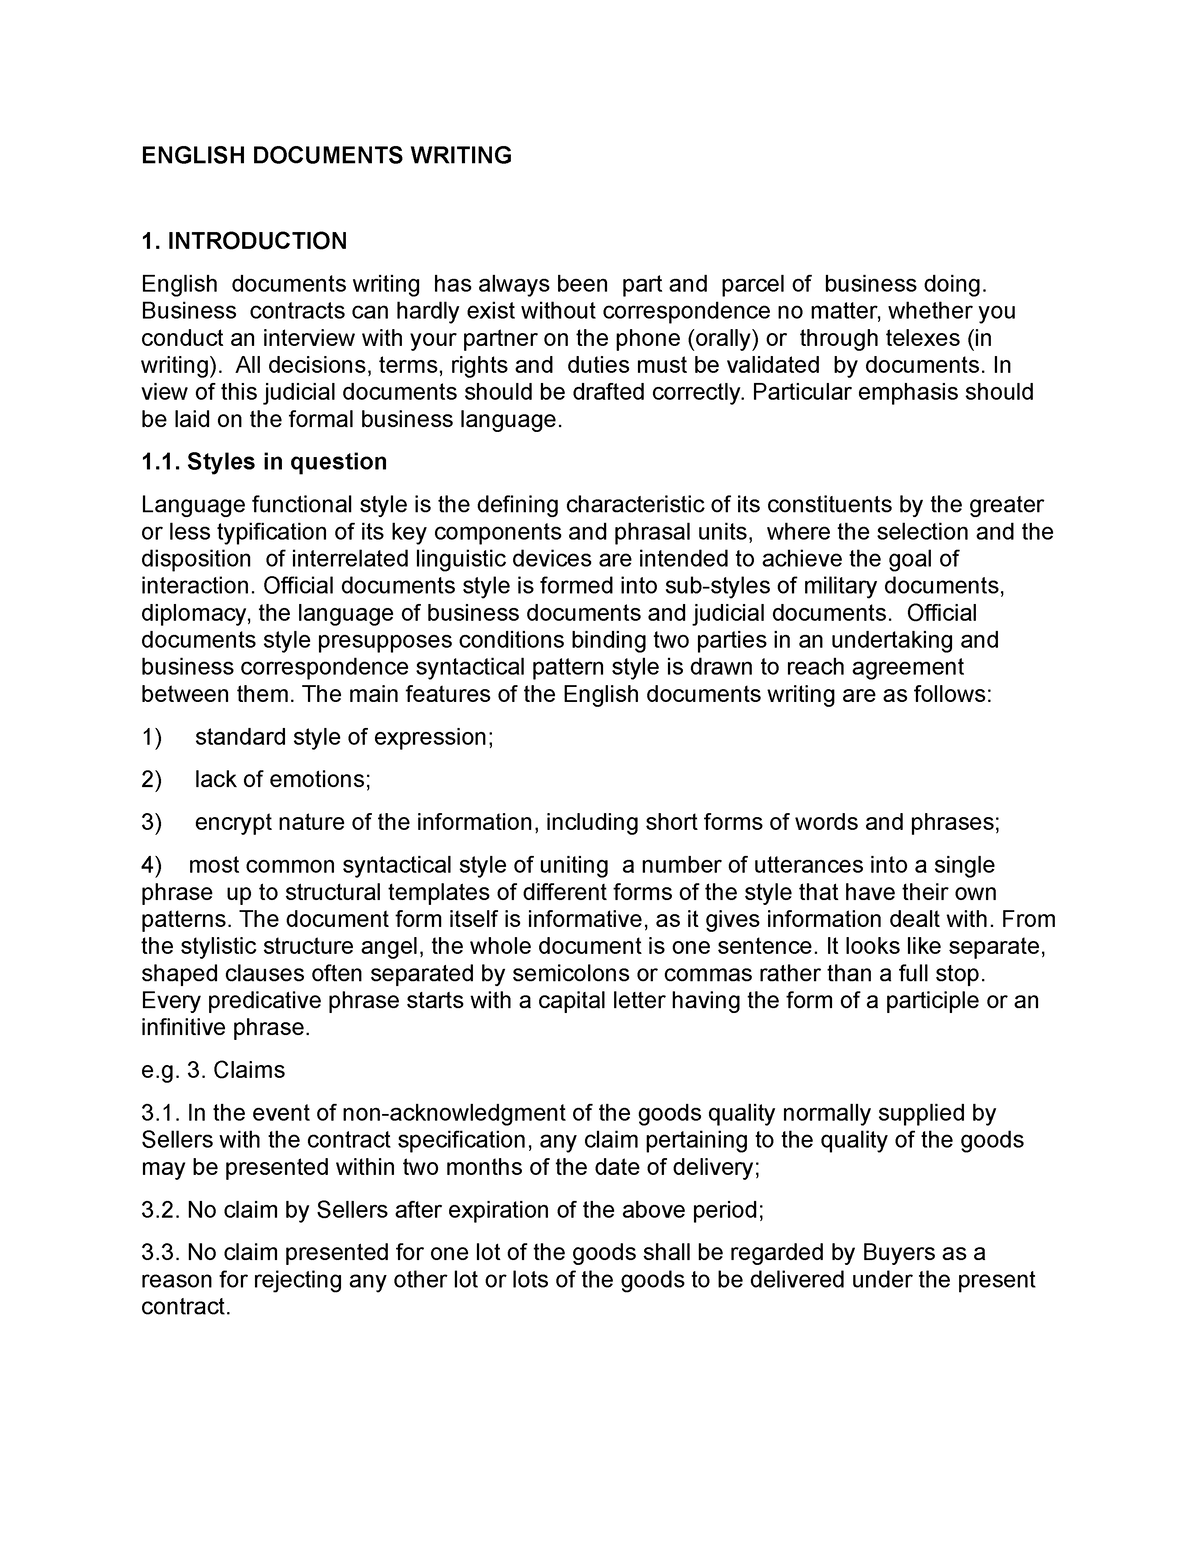 ENGLISH DOCUMENTS WRITING
1. INTRODUCTION
English  documents writing  has always been  part and  parcel of  business doing.
Business  contracts can hardly exist without correspondence no matter, whether you
conduct an interview with your partner on the phone (orally) or  through telexes (in
writing).  All decisions, terms, rights and  duties must be validated  by documents. In
view of this judicial documents should be drafted correctly. Particular emphasis should
be laid on the formal business language.
1.1. Styles in question
Language functional style is the defining characteristic of its constituents by the greater
or less typification of its key components and phrasal units,  where the selection and the
disposition  of interrelated linguistic devices are intended to achieve the goal of
interaction. Official documents style is formed into sub-styles of military documents,
diplomacy, the language of business documents and judicial documents.  Official
documents style presupposes conditions binding two parties in an undertaking and
business correspondence syntactical pattern style is drawn to reach agreement
between them. The main features of the English documents writing are as follows:
1)     standard style of expression;
2)     lack of emotions;
3)     encrypt nature of the information, including short forms of words and phrases;
4)    most common syntactical style of uniting  a number of utterances into a single
phrase  up to structural templates of different forms of the style that have their own
patterns. The document form itself is informative, as it gives information dealt with. From
the stylistic structure angel, the whole document is one sentence. It looks like separate,
shaped clauses often separated by semicolons or commas rather than a full stop.
Every predicative phrase starts with a capital letter having the form of a participle or an
infinitive phrase.
e.g. 3. Claims
3.1. In the event of non-acknowledgment of the goods quality normally supplied by
Sellers with the contract specification, any claim pertaining to the quality of the goods
may be presented within two months of the date of delivery;
3.2. No claim by Sellers after expiration of the above period;
3.3. No claim presented for one lot of the goods shall be regarded by Buyers as a
reason for rejecting any other lot or lots of the goods to be delivered under the present
contract.